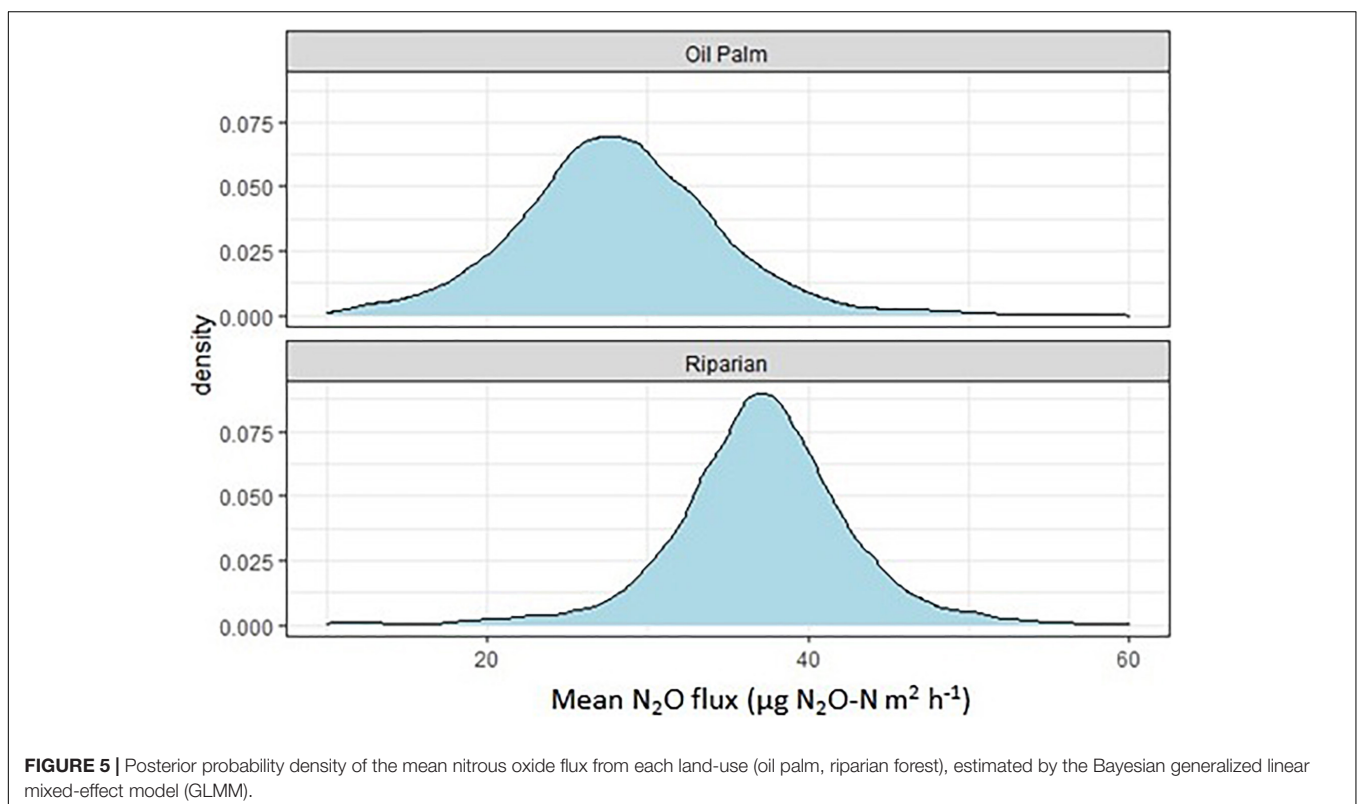 Oil Palm
0.075
0.050
0.025
0.000
Riparian
0.075
0.050
0.025
0.000
density
20 40 60
Mean N₂O flux (µg N₂O-N m² h⁻¹)
FIGURE 5 | Posterior probability density of the mean nitrous oxide flux from each land-use (oil palm, riparian forest), estimated by the Bayesian generalized linear
mixed-effect model (GLMM).